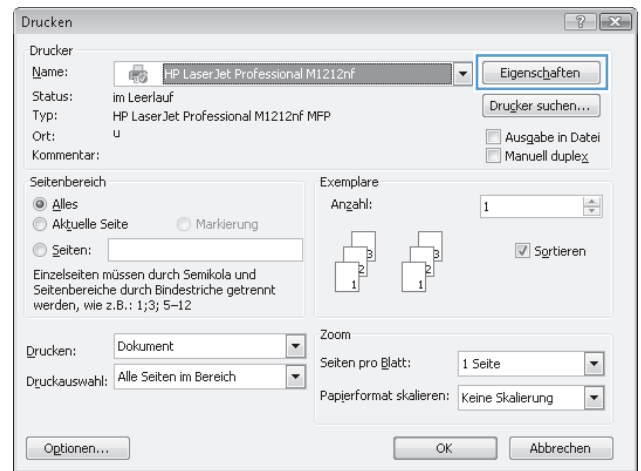 Drucken
Drucker
Name: HP LaserJet Professional M1212nf Eigenschaften
Status: im Leerlauf
Typ: HP LaserJet Professional M1212nf MFP Drucker suchen...
Ort: u Ausgabe in Datei
Kommentar: Manuell duplex
Seitenbereich
Alles
Aktuelle Seite Markierung
Seiten:
Einzelseiten müssen durch Semikola und
Seitenbereiche durch Bindestriche getrennt
werden, wie z.B.: 1;3; 5–12
Exemplare
Anzahl: 1
3 3
2 2
1 1
Sortieren
Drucken: Dokument
Druckauswahl: Alle Seiten im Bereich
Zoom
Seiten pro Blatt: 1 Seite
Papierformat skalieren: Keine Skalierung
Optionen... OK Abbrechen